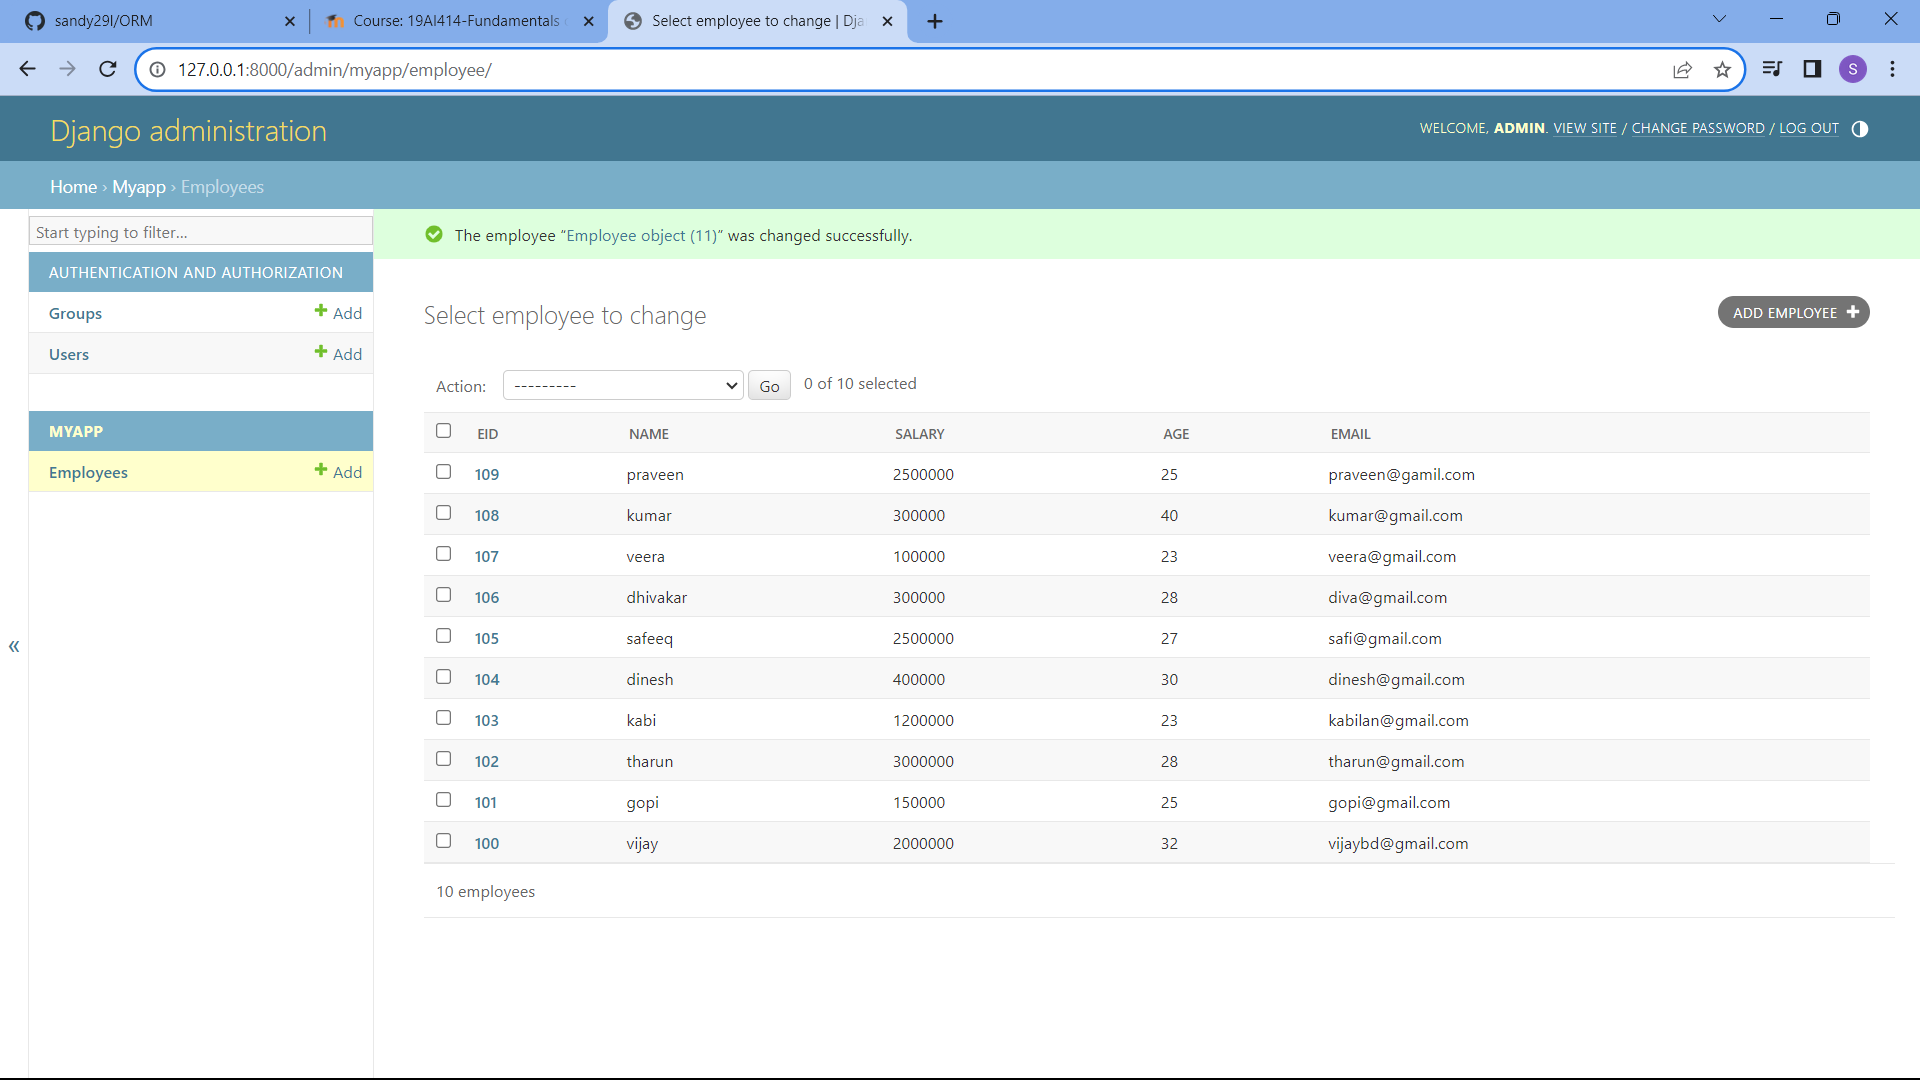 sandy29l/ORM
Course: 19AI414-Fundamentals
Select employee to change | Dja
127.0.0.1:8000/admin/myapp/employee/
S
Django administration
WELCOME, ADMIN. VIEW SITE / CHANGE PASSWORD / LOG OUT
Home › Myapp › Employees
Start typing to filter...
The employee “Employee object (11)” was changed successfully.
AUTHENTICATION AND AUTHORIZATION
Groups + Add
Users + Add
MYAPP
Employees + Add
«
Select employee to change
ADD EMPLOYEE +
Action: --------- Go 0 of 10 selected
EID NAME SALARY AGE EMAIL
109 praveen 2500000 25 praveen@gamil.com
108 kumar 300000 40 kumar@gmail.com
107 veera 100000 23 veera@gmail.com
106 dhivakar 300000 28 diva@gmail.com
105 safeeq 2500000 27 safi@gmail.com
104 dinesh 400000 30 dinesh@gmail.com
103 kabi 1200000 23 kabilan@gmail.com
102 tharun 3000000 28 tharun@gmail.com
101 gopi 150000 25 gopi@gmail.com
100 vijay 2000000 32 vijaybd@gmail.com
10 employees